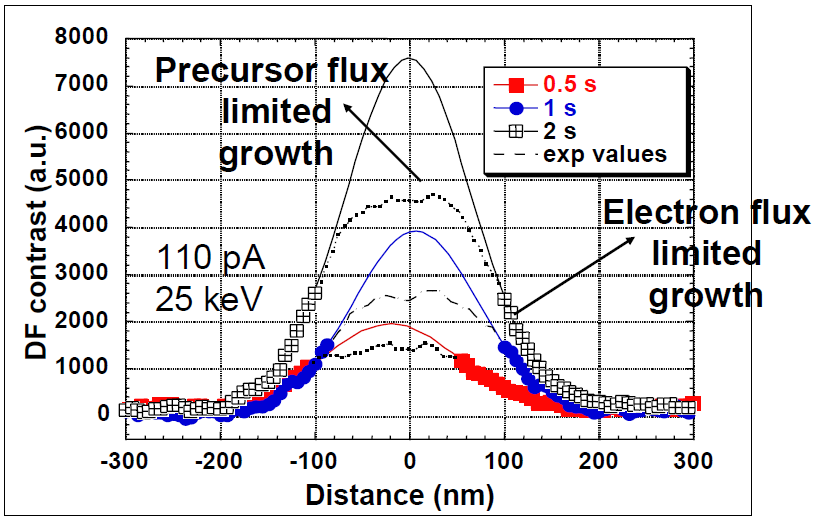 8000
7000
6000
5000
4000
3000
2000
1000
0
DF contrast (a.u.)
Precursor flux
limited
growth
0.5 s
1 s
2 s
exp values
Electron flux
limited
growth
110 pA
25 keV
-300 -200 -100 0 100 200 300
Distance (nm)